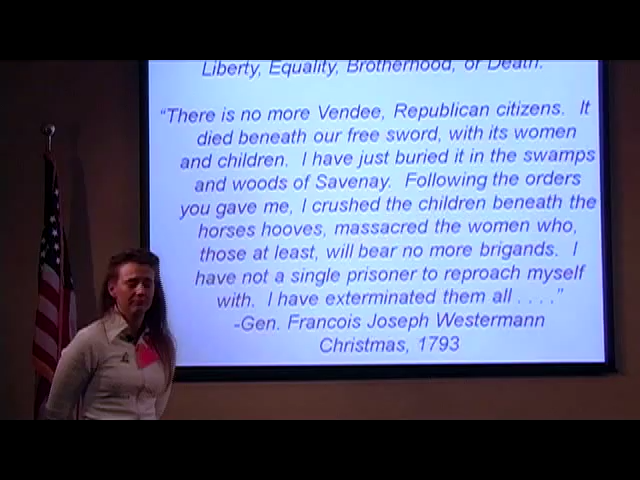 Liberty, Equality, Brotherhood, or Death.
“There is no more Vendee, Republican citizens. It
died beneath our free sword, with its women
and children. I have just buried it in the swamps
and woods of Savenay. Following the orders
you gave me, I crushed the children beneath the
horses hooves, massacred the women who,
those at least, will bear no more brigands. I
have not a single prisoner to reproach myself
with. I have exterminated them all . . . .”
-Gen. Francois Joseph Westermann
Christmas, 1793